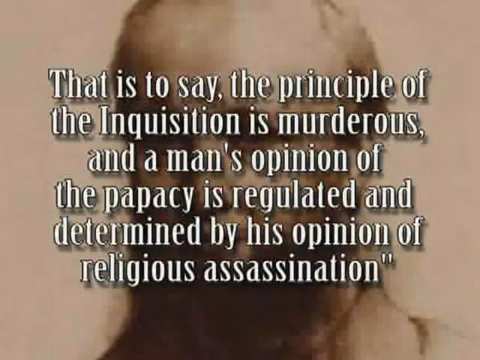 That is to say, the principle of
the Inquisition is murderous,
and a man's opinion of
the papacy is regulated and
determined by his opinion of
religious assassination"